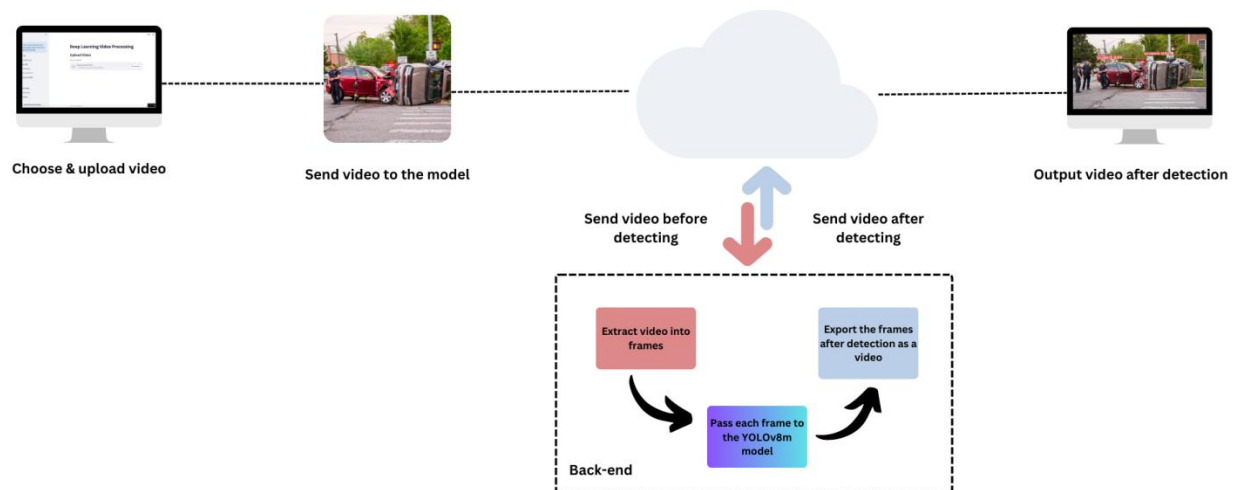 Deep Learning Video Processing
Upload Video
Choose & upload video
Send video to the model
Output video after detection
Send video before
detecting
Send video after
detecting
Extract video into
frames
Export the frames
after detection as a
video
Pass each frame to
the YOLOv8m
model
Back-end